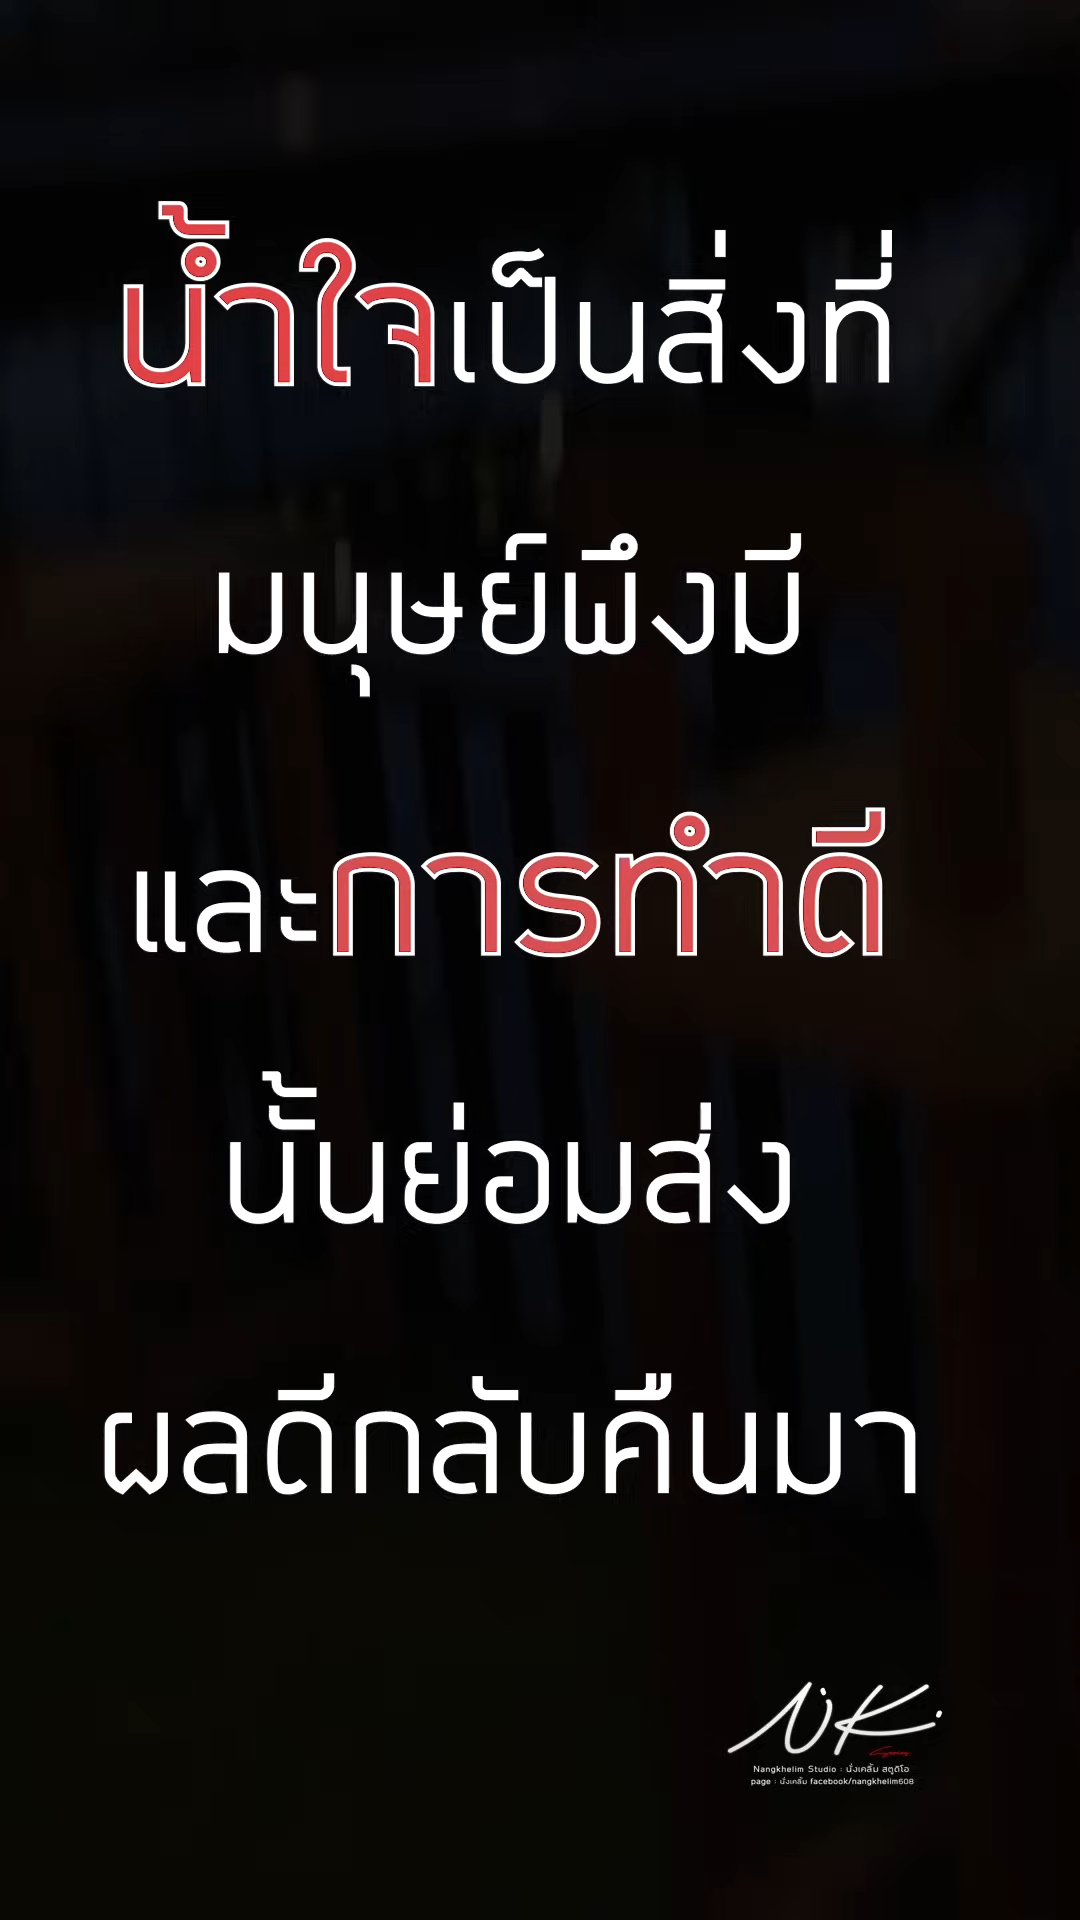 น้ำใจเป็นสิ่งที่
มนุษย์พึงมี
และการทำดี
นั้นย่อมส่ง
ผลดีกลับคืนมา
NK
Nangkhelim Studio : นั่งเคลิ้ม สตูดิโอ
page : นั่งเคลิ้ม facebook/nangkhelim608